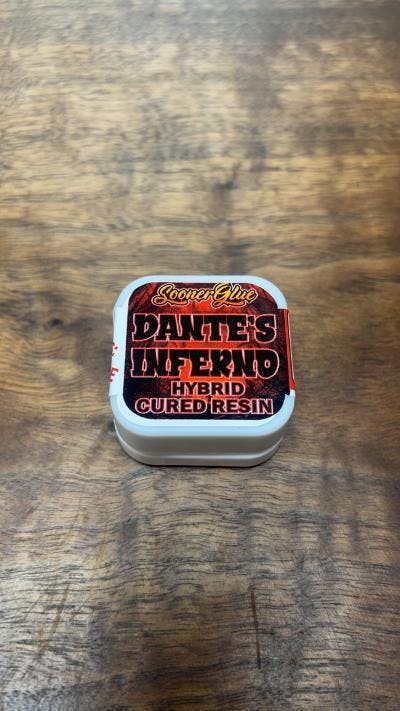 SoonerGlue
DANTE'S
INFERNO
HYBRID
CURED RESIN